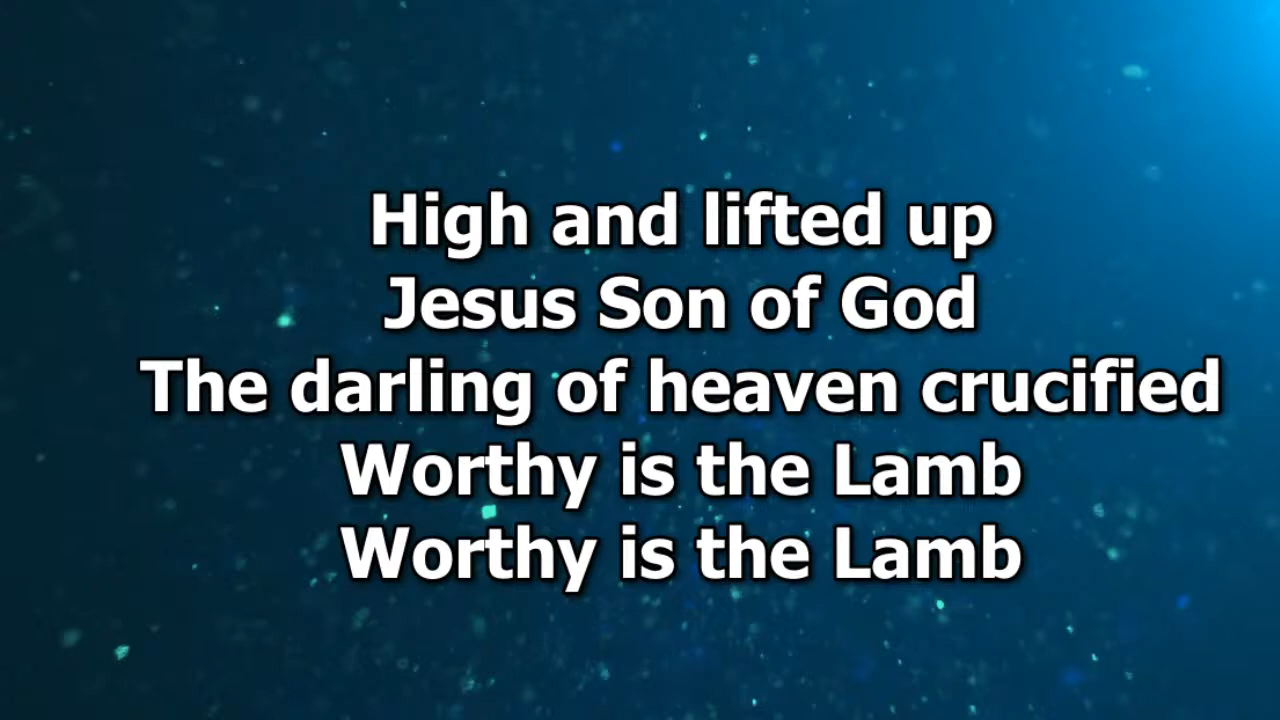 High and lifted up
Jesus Son of God
The darling of heaven crucified
Worthy is the Lamb
Worthy is the Lamb